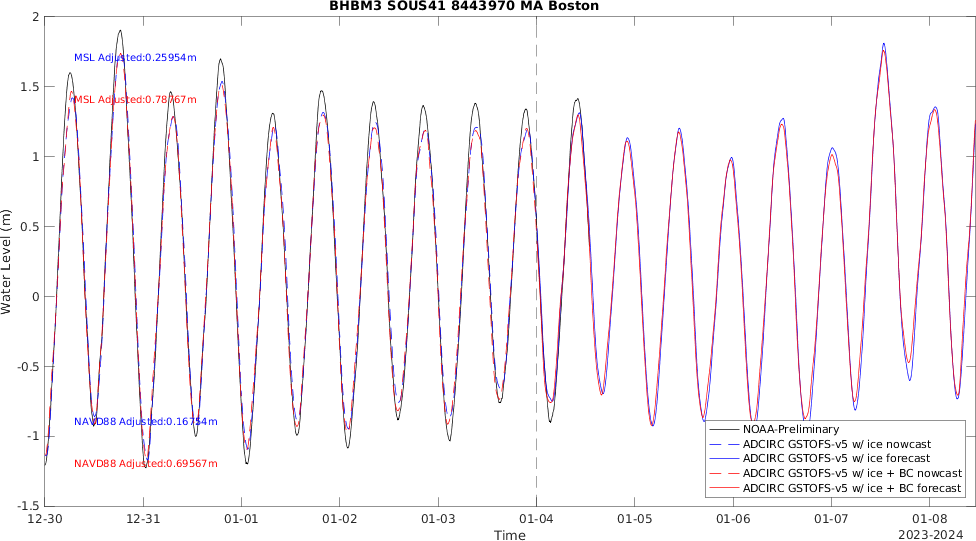 BHBM3 SOUS41 8443970 MA Boston
Water Level (m)
2
1.5
1
0.5
0
-0.5
-1
-1.5
MSL Adjusted:0.25954m
MSL Adjusted:0.78767m
NAVD88 Adjusted:0.16754m
NAVD88 Adjusted:0.69567m
NOAA-Preliminary
ADCIRC GSTOFS-v5 w/ ice nowcast
ADCIRC GSTOFS-v5 w/ ice forecast
ADCIRC GSTOFS-v5 w/ ice + BC nowcast
ADCIRC GSTOFS-v5 w/ ice + BC forecast
12-30 12-31 01-01 01-02 01-03 01-04 01-05 01-06 01-07 01-08
Time
2023-2024